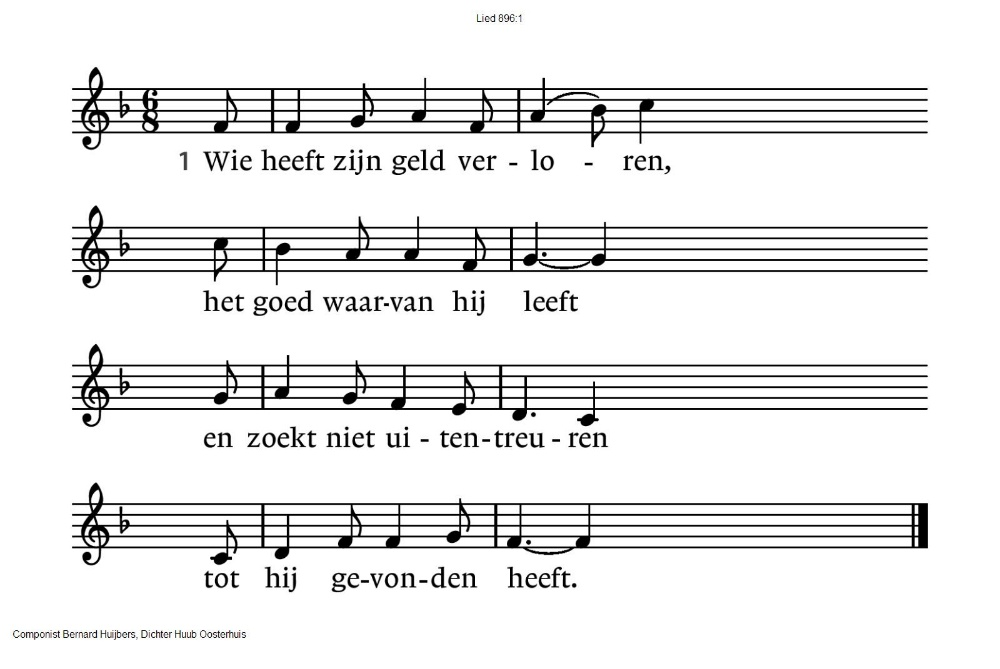 Lied 896:1
6
8
1 Wie heeft zijn geld ver - lo - ren,
het goed waar-van hij leeft
en zoekt niet ui - ten-treu - ren
tot hij ge-von-den heeft.
Componist Bernard Huijbers, Dichter Huub Oosterhuis